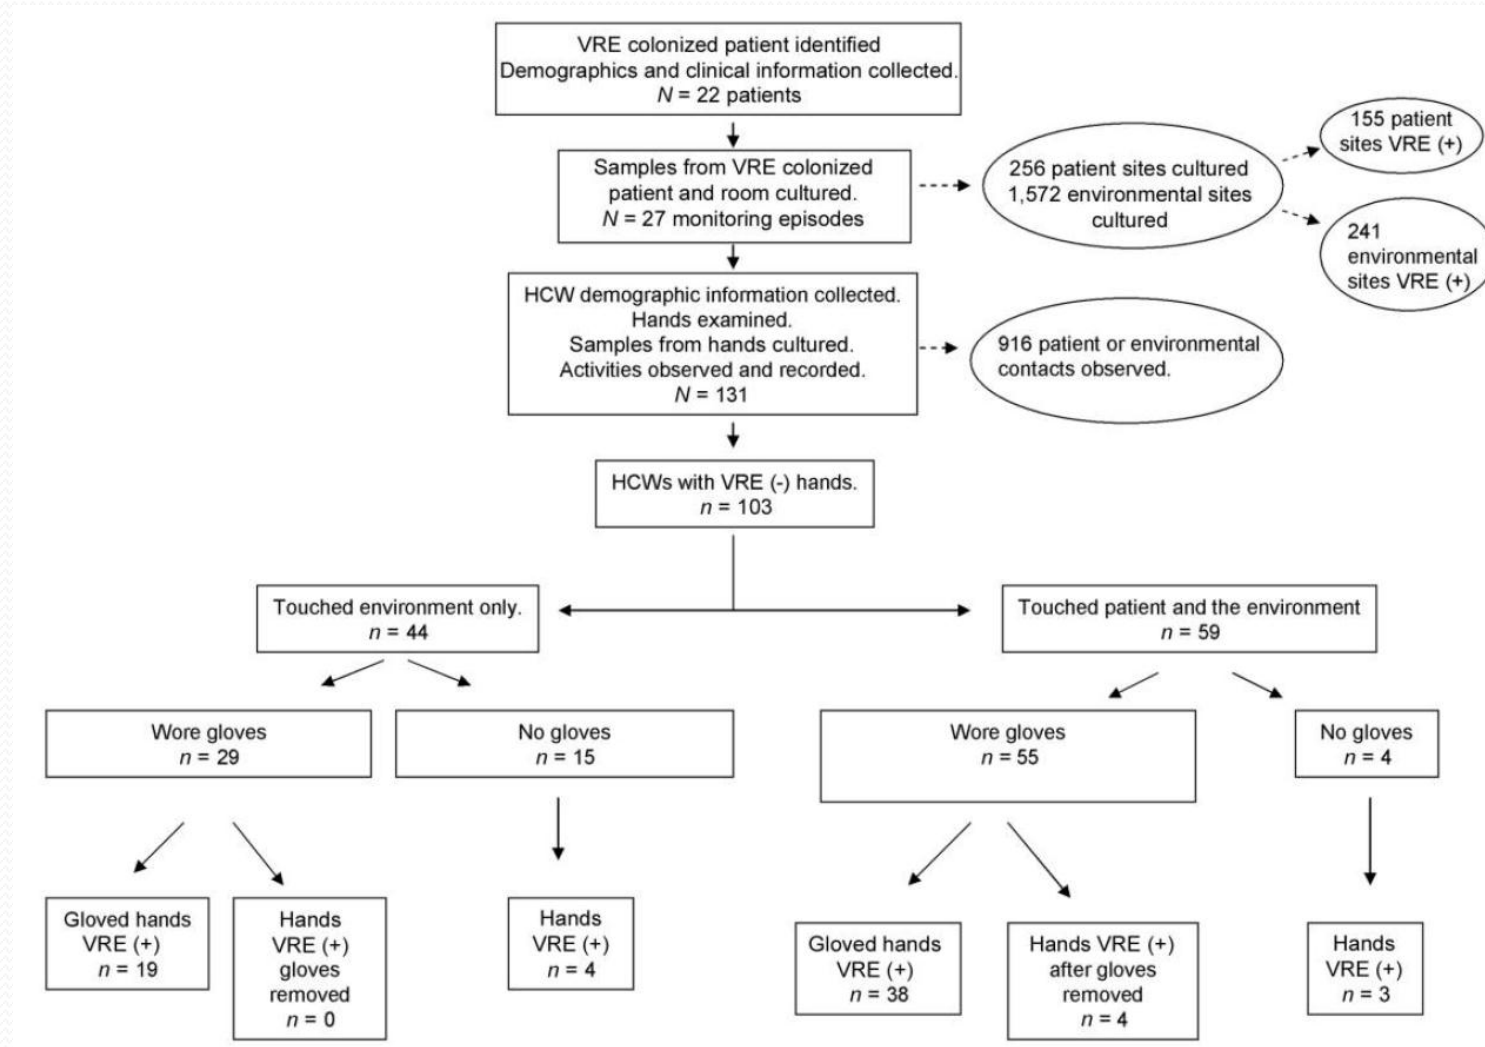 VRE colonized patient identified
Demographics and clinical information collected.
N = 22 patients
Samples from VRE colonized
patient and room cultured.
N = 27 monitoring episodes
256 patient sites cultured
1,572 environmental sites
cultured
155 patient
sites VRE (+)
241
environmental
sites VRE (+)
HCW demographic information collected.
Hands examined.
Samples from hands cultured.
Activities observed and recorded.
N = 131
916 patient or environmental
contacts observed.
HCWs with VRE (-) hands.
n = 103
Touched environment only.
n = 44
Touched patient and the environment
n = 59
Wore gloves
n = 29
No gloves
n = 15
Wore gloves
n = 55
No gloves
n = 4
Gloved hands
VRE (+)
n = 19
Hands
VRE (+)
gloves
removed
n = 0
Hands
VRE (+)
n = 4
Gloved hands
VRE (+)
n = 38
Hands VRE (+)
after gloves
removed
n = 4
Hands
VRE (+)
n = 3